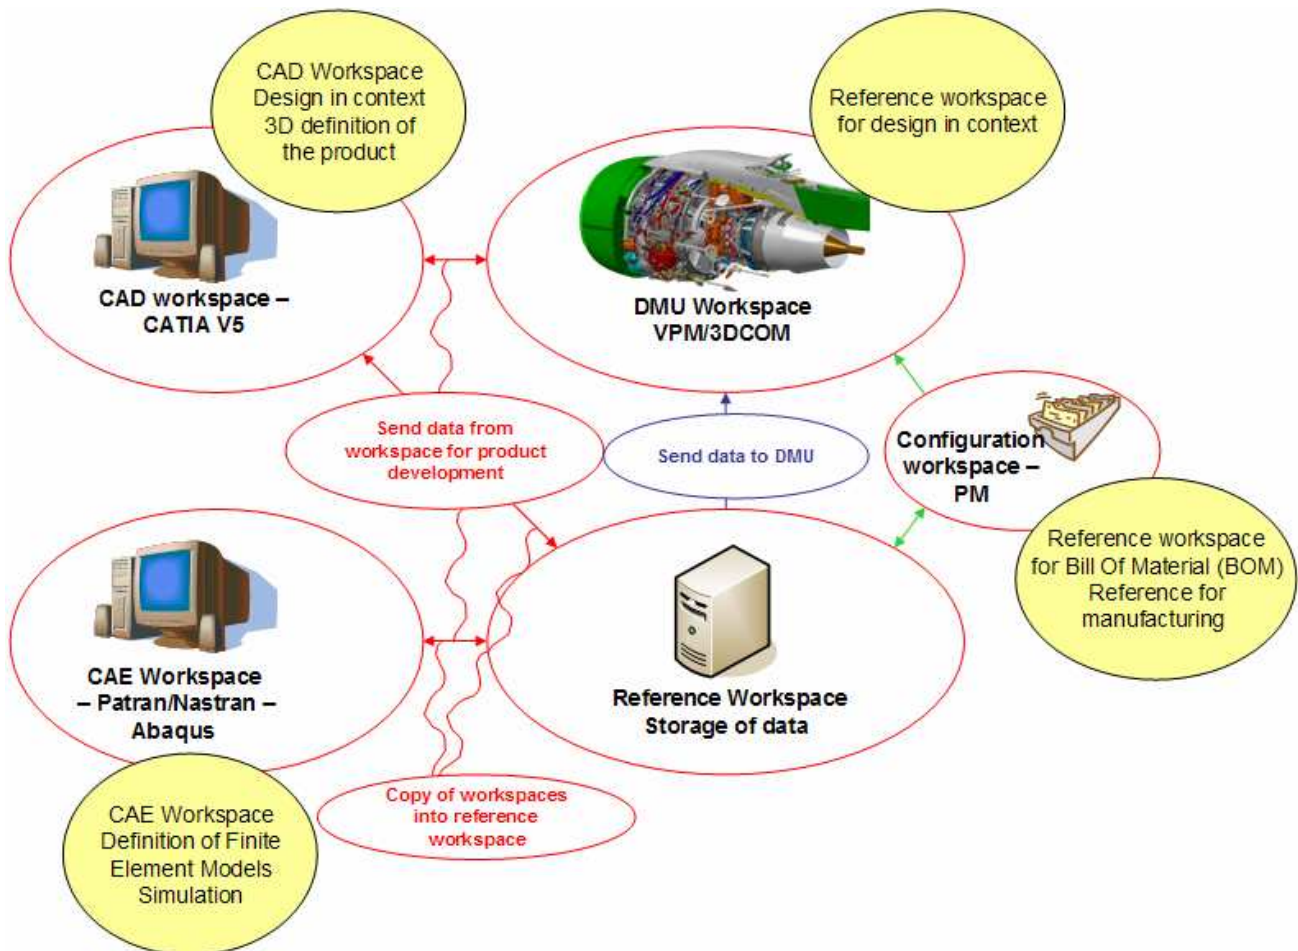 CAD Workspace
Design in context
3D definition of
the product
Reference workspace
for design in context
CAD workspace –
CATIA V5
DMU Workspace
VPM/3DCOM
Send data from
workspace for product
development
Send data to DMU
Configuration
workspace –
PM
Reference workspace
for Bill Of Material (BOM)
Reference for
manufacturing
CAE Workspace
– Patran/Nastran –
Abaqus
Reference Workspace
Storage of data
Copy of workspaces
into reference
workspace
CAE Workspace
Definition of Finite
Element Models
Simulation